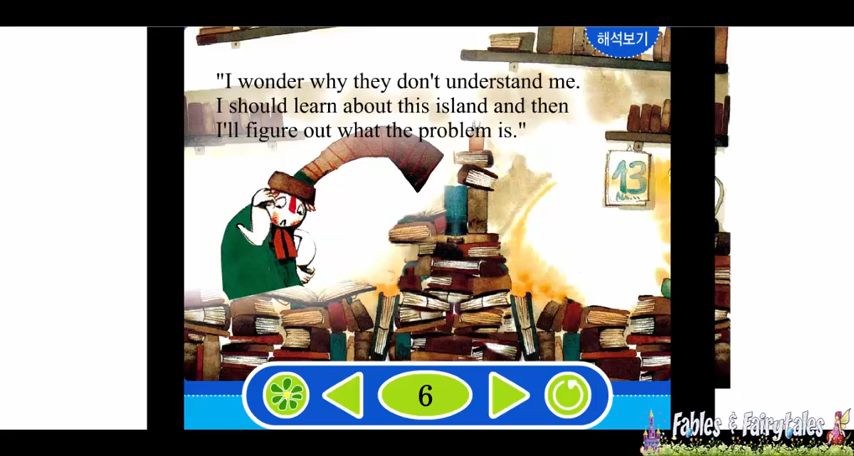 해석보기
"I wonder why they don't understand me.
I should learn about this island and then
I'll figure out what the problem is."
13
6
Fables & Fairytales